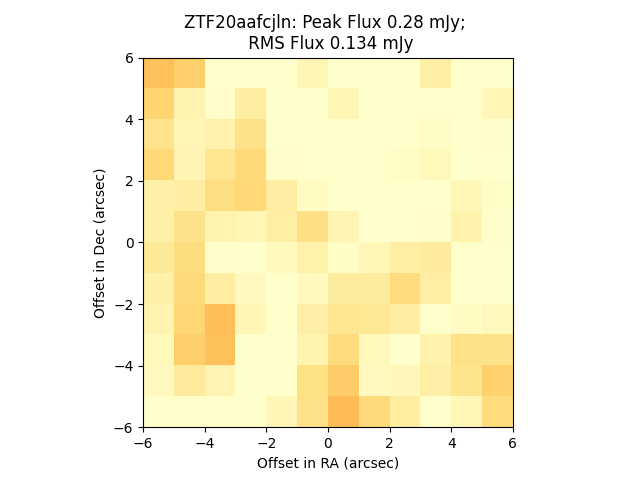 ZTF20aafcjln: Peak Flux 0.28 mJy;
RMS Flux 0.134 mJy
6
4
2
0
−2
−4
−6
Offset in Dec (arcsec)
−6 −4 −2 0 2 4 6
Offset in RA (arcsec)